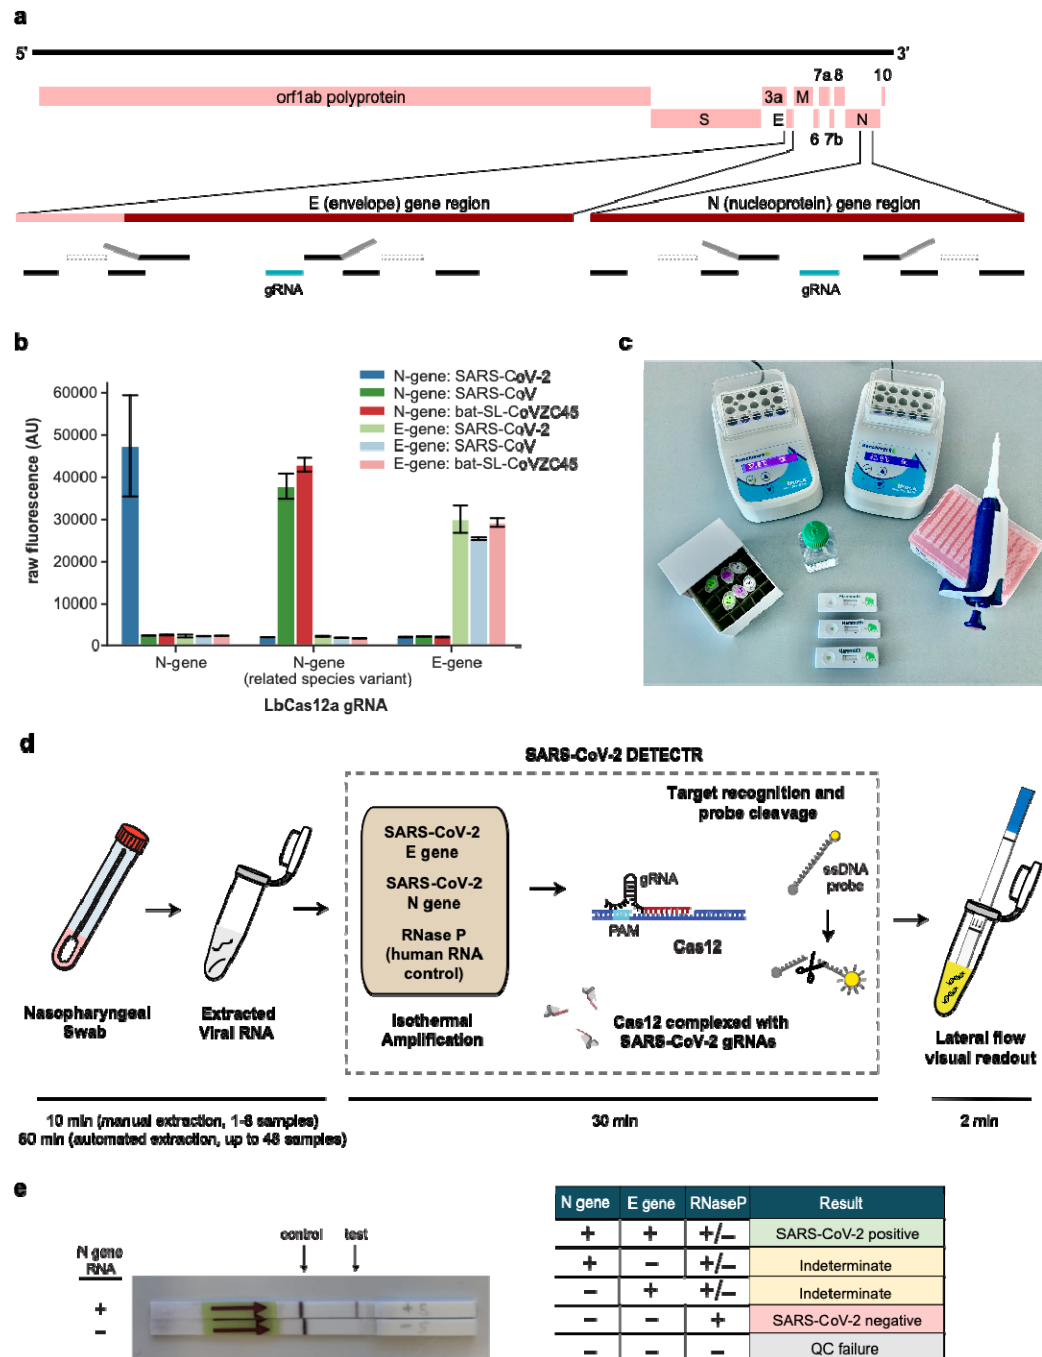 a
5' 3'
7a 8 10
orf1ab polyprotein 3a M
S E N
6 7b
E (envelope) gene region N (nucleoprotein) gene region
gRNA gRNA
b
raw fluorescence (AU)
60000
50000
40000
30000
20000
10000
0
N-gene: SARS-CoV-2
N-gene: SARS-CoV
N-gene: bat-SL-CoVZC45
E-gene: SARS-CoV-2
E-gene: SARS-CoV
E-gene: bat-SL-CoVZC45
N-gene N-gene E-gene
(related species variant)
LbCas12a gRNA
c
d
SARS-CoV-2 DETECTR
SARS-CoV-2
E gene
SARS-CoV-2
N gene
RNase P
(human RNA
control)
Isothermal
Amplification
Target recognition and
probe cleavage
gRNA
PAM
Cas12
ssDNA
probe
Cas12 complexed with
SARS-CoV-2 gRNAs
Nasopharyngeal
Swab
Extracted
Viral RNA
Lateral flow
visual readout
10 min (manual extraction, 1-8 samples)
60 min (automated extraction, up to 48 samples)
30 min
2 min
e
control test
N gene
RNA
+
–
N gene E gene RNaseP Result
+ + +/– SARS-CoV-2 positive
+ – +/– Indeterminate
– + +/– Indeterminate
– – + SARS-CoV-2 negative
– – – QC failure